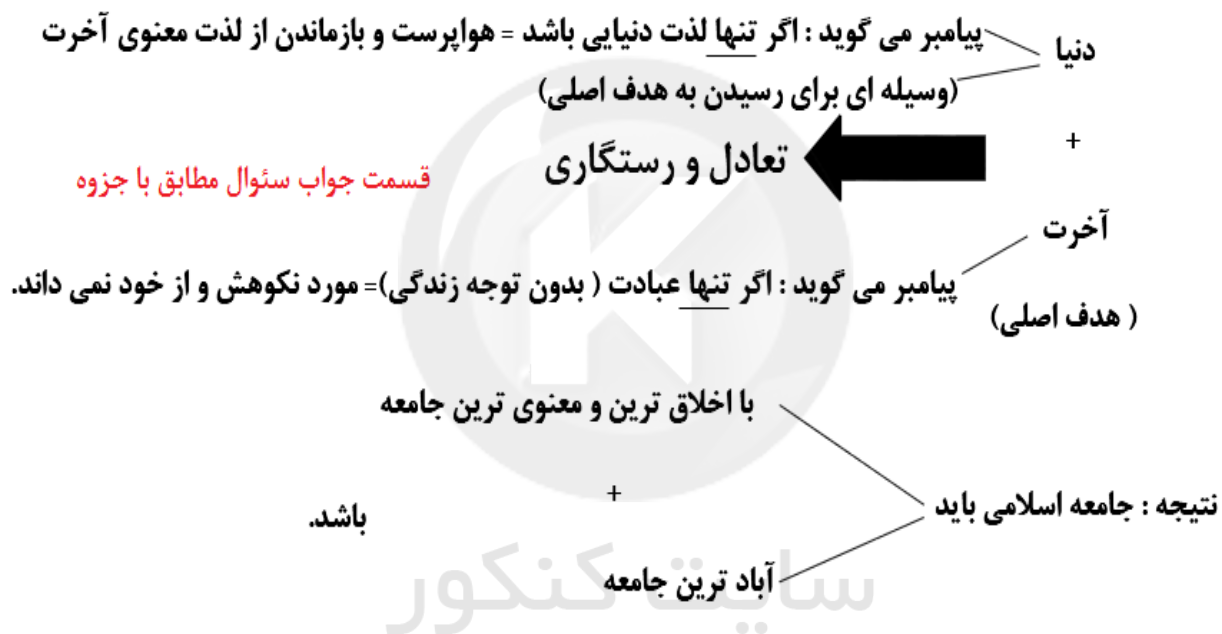 دنیا
پیامبر می گوید : اگر تنها لذت دنیایی باشد = هواپرست و بازماندن از لذت معنوی آخرت
(وسیله ای برای رسیدن به هدف اصلی)
+
تعادل و رستگاری
قسمت جواب سئوال مطابق با جزوه
آخرت
پیامبر می گوید : اگر تنها عبادت ( بدون توجه زندگی)= مورد نکوهش و از خود نمی داند.
( هدف اصلی)
با اخلاق ترین و معنوی ترین جامعه
نتیجه : جامعه اسلامی باید
+
باشد.
آباد ترین جامعه
سایت کنکور